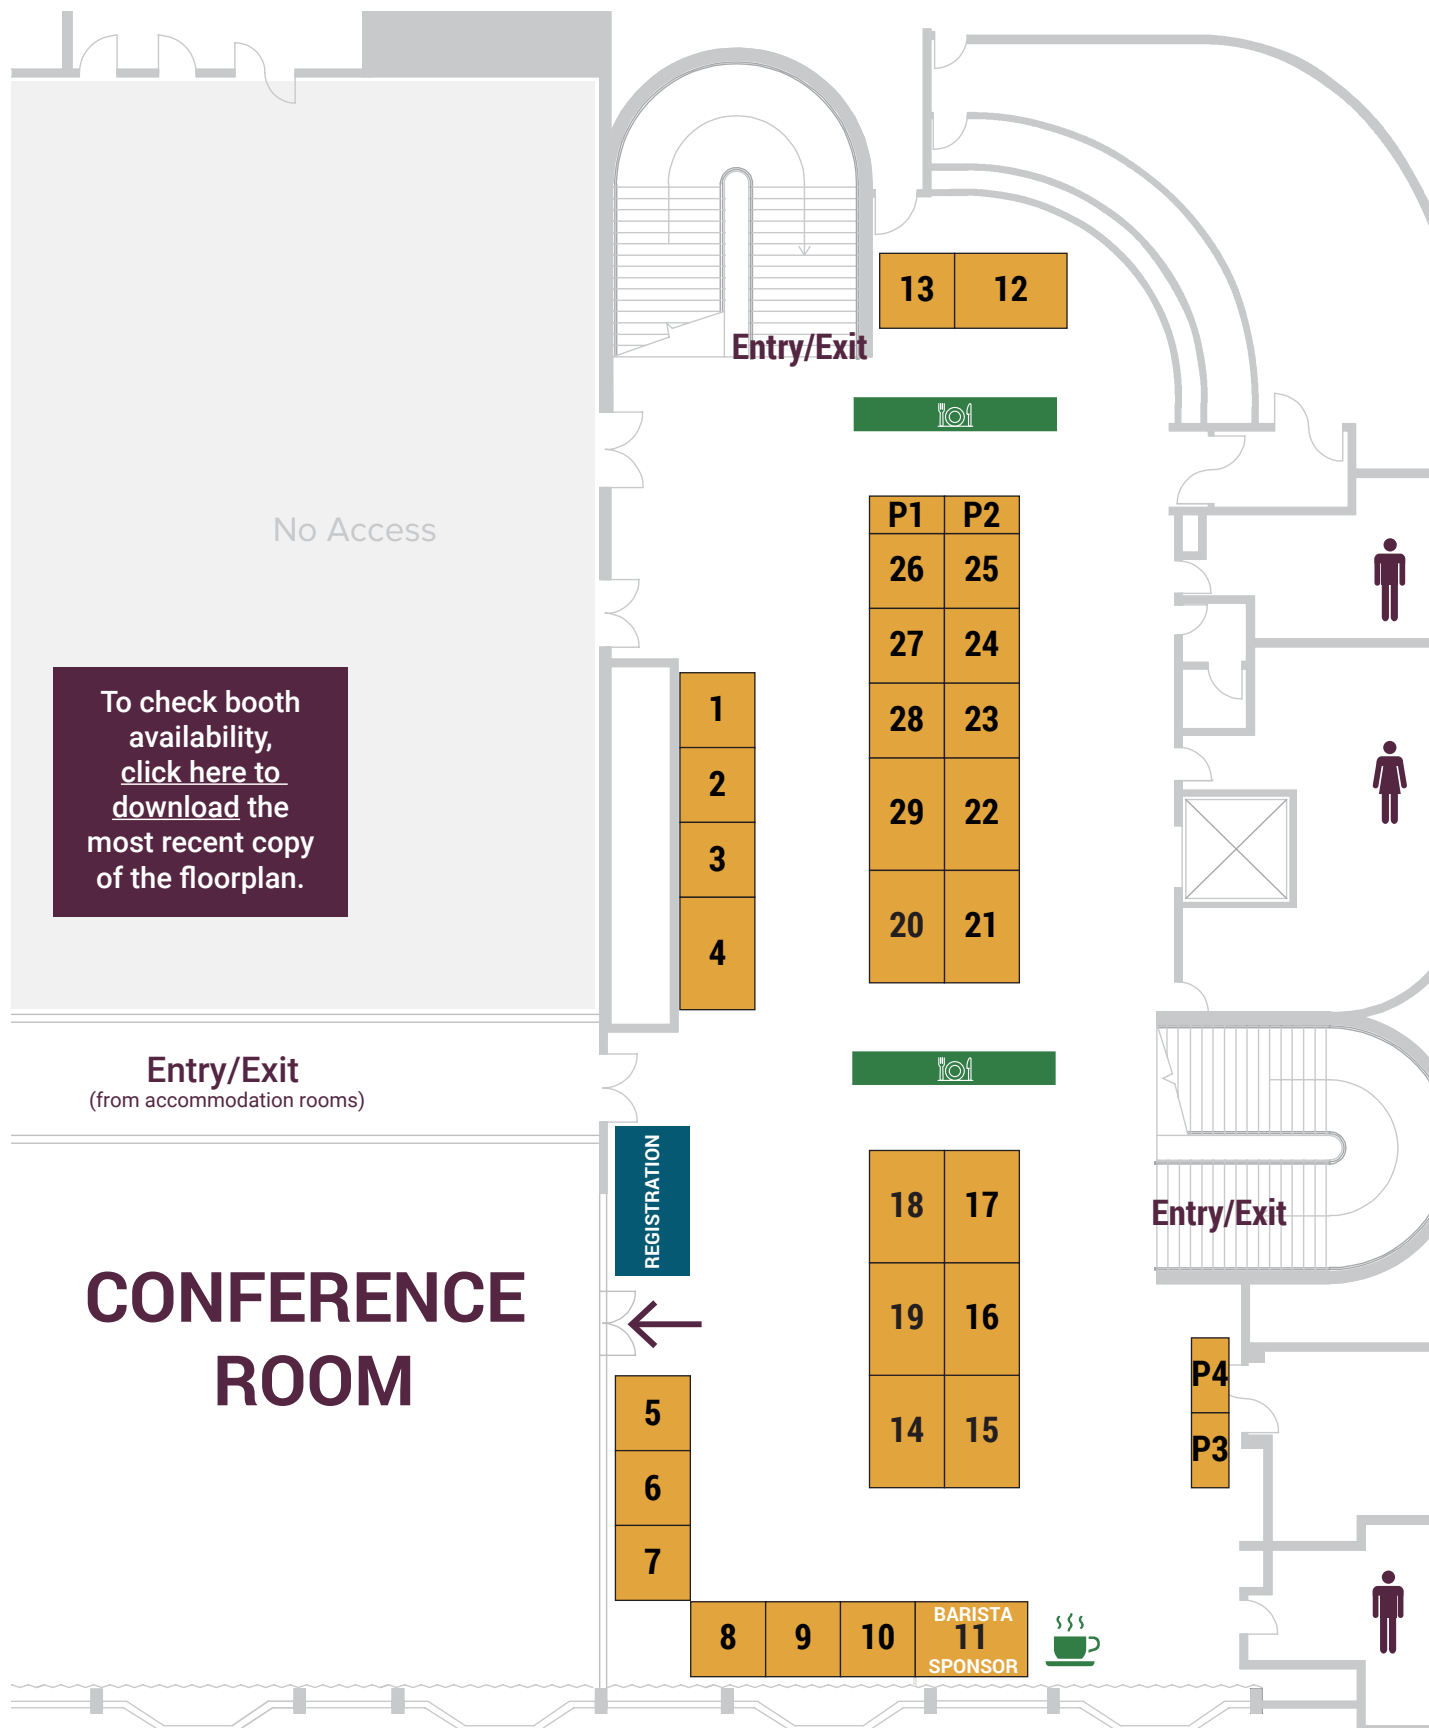 13 12
Entry/Exit
No Access
P1 P2
26 25
27 24
28 23
29 22
20 21
1
2
3
4
To check booth
availability,
click here to
download the
most recent copy
of the floorplan.
Entry/Exit
(from accommodation rooms)
REGISTRATION
CONFERENCE
ROOM
18 17
19 16
14 15
Entry/Exit
P4
P3
5
6
7
8 9 10
BARISTA
11
SPONSOR